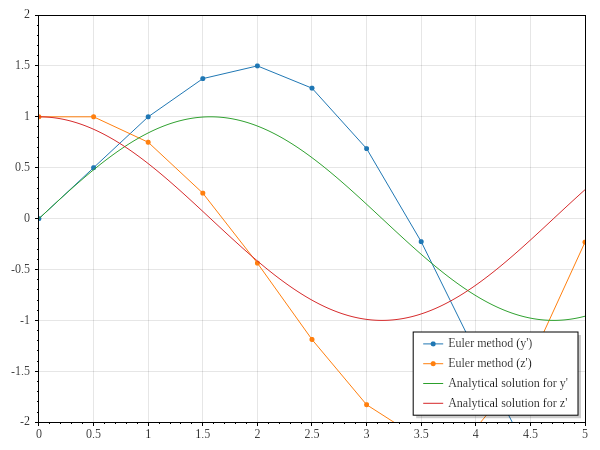 2
1.5
1
0.5
0
-0.5
-1
-1.5
-2
Euler method (y')
Euler method (z')
Analytical solution for y'
Analytical solution for z'
0 0.5 1 1.5 2 2.5 3 3.5 4 4.5 5